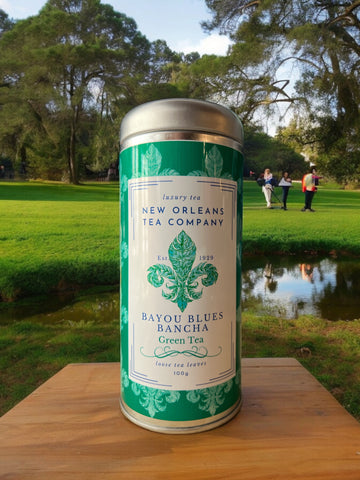 luxury tea
NEW ORLEANS
TEA COMPANY
Est 1929
BAYOU BLUES
BANCHA
Green Tea
loose tea leaves
100g